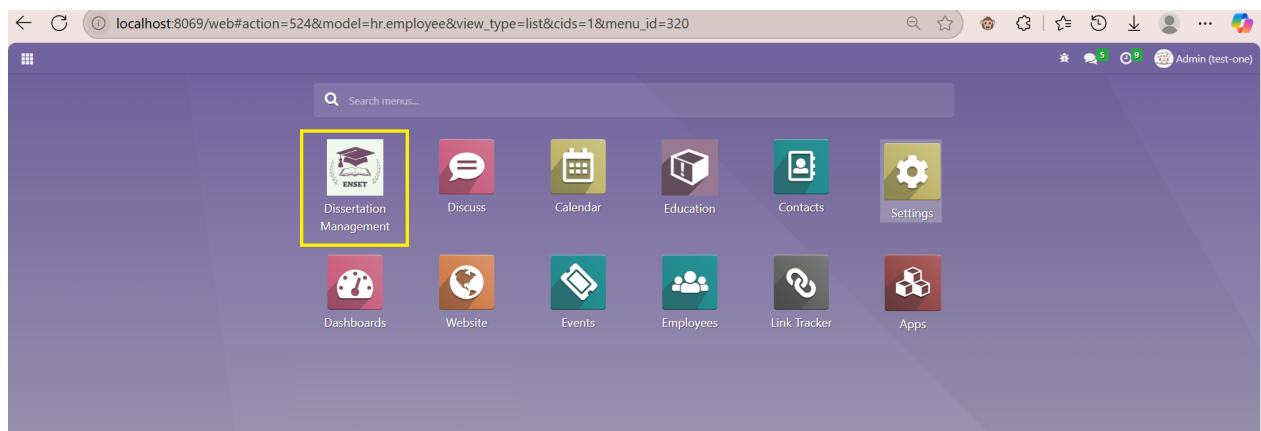 localhost:8069/web#action=524&model=hr.employee&view_type=list&cids=1&menu_id=320
5 9 Admin (test-one)
Search menus...
ENSET
Dissertation Management
Discuss
Calendar
Education
Contacts
Settings
Dashboards
Website
Events
Employees
Link Tracker
Apps